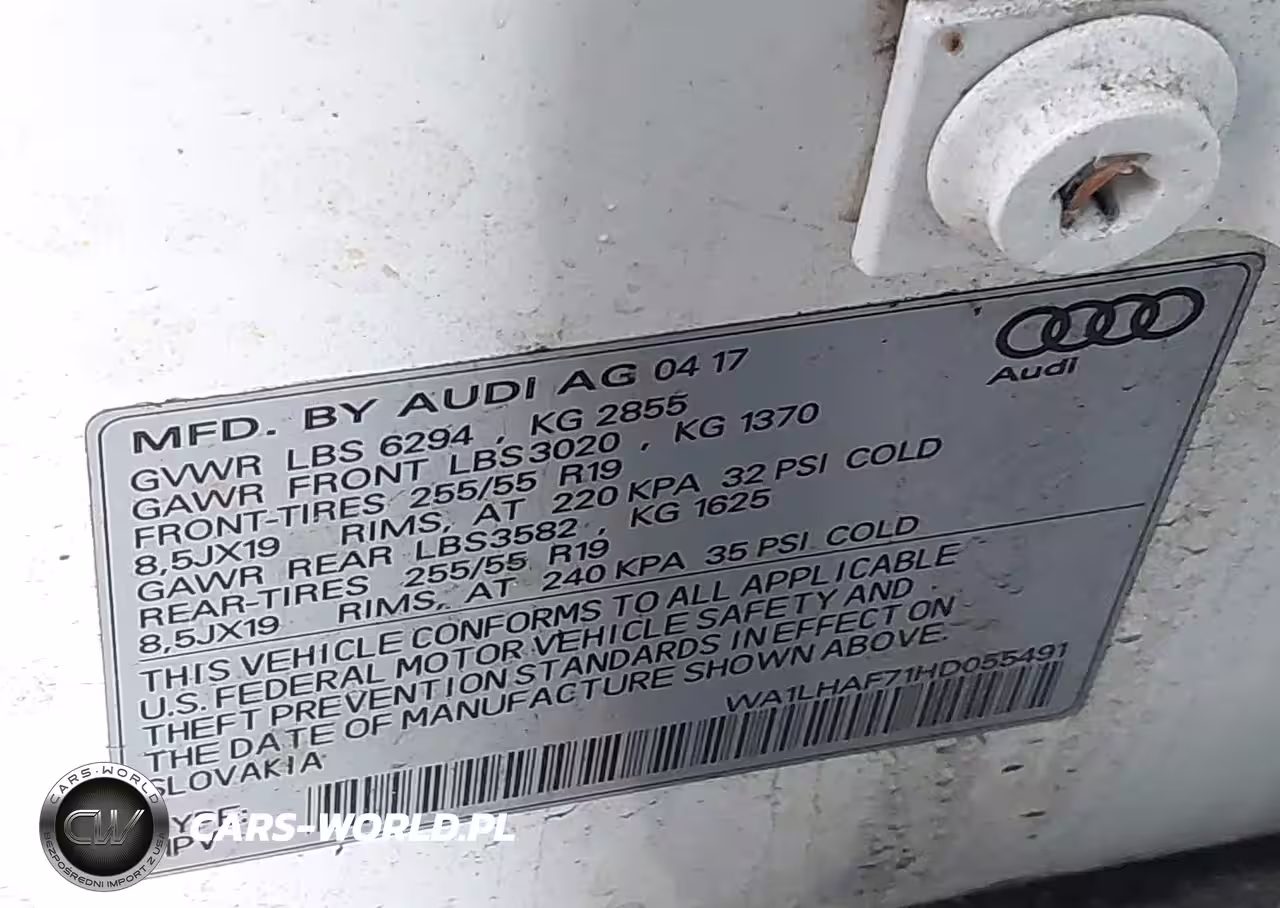 Audi
MFD. BY AUDI AG 04 17
GVWR LBS 6294 , KG 2855
GAWR FRONT LBS3020 , KG 1370
FRONT-TIRES 255/55 R19
8,5JX19 RIMS, AT 220 KPA 32 PSI COLD
GAWR REAR LBS3582 , KG 1625
REAR-TIRES 255/55 R19
8,5JX19 RIMS, AT 240 KPA 35 PSI COLD
THIS VEHICLE CONFORMS TO ALL APPLICABLE
U.S. FEDERAL MOTOR VEHICLE SAFETY AND
THEFT PREVENTION STANDARDS IN EFFECT ON
THE DATE OF MANUFACTURE SHOWN ABOVE.
SLOVAKIA
WA1LHAF71HD055491
CARS-WORLD
CW
BEZPOŚREDNI IMPORT Z USA
CARS-WORLD.PL